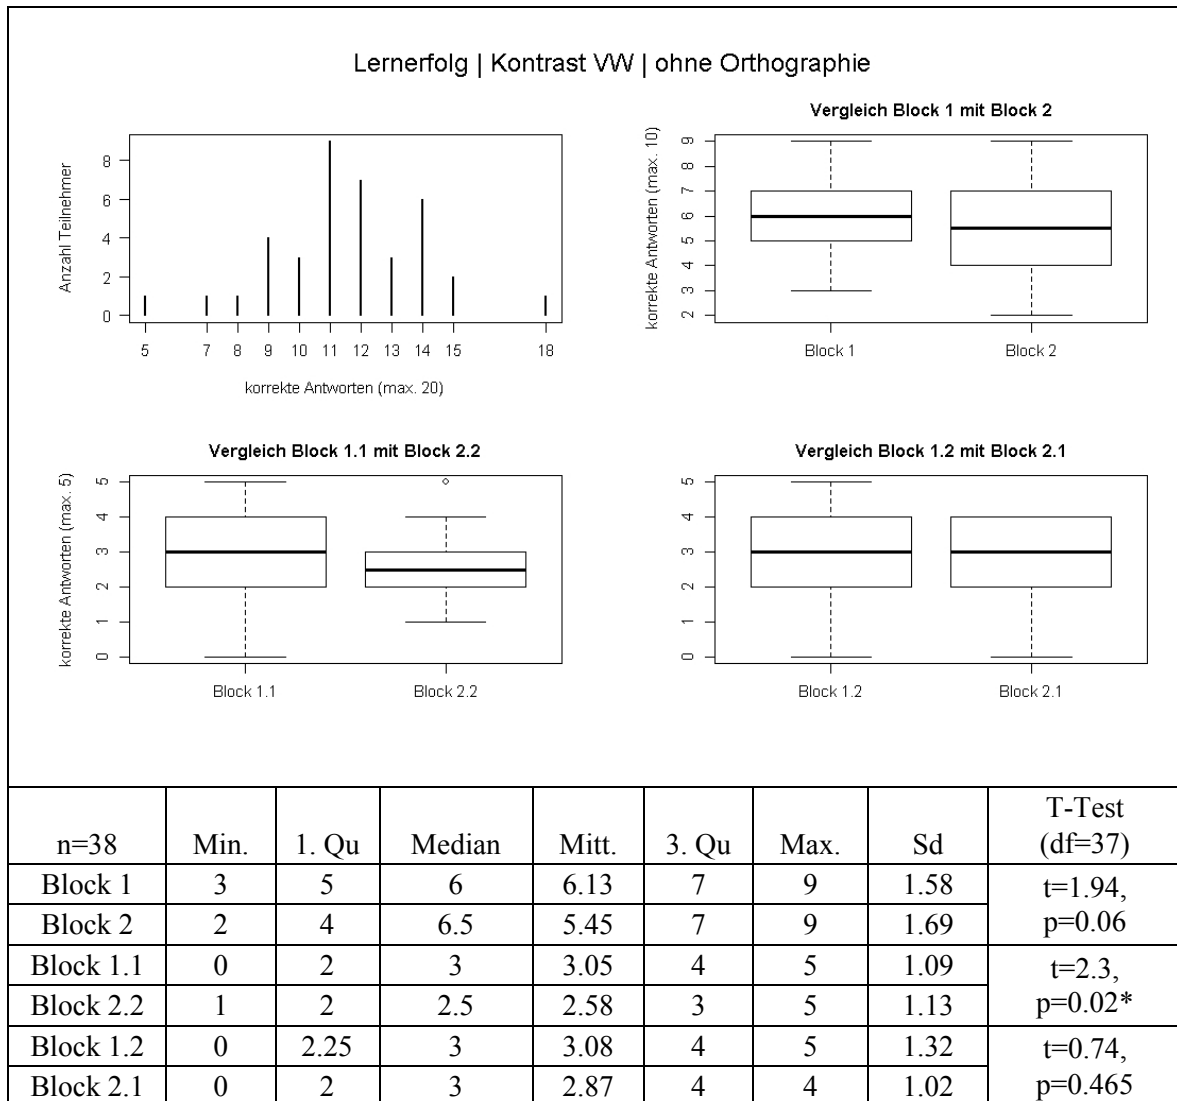 Lernerfolg | Kontrast VW | ohne Orthographie
Anzahl Teilnehmer
8
6
4
2
0
5 7 8 9 10 11 12 13 14 15 18
korrekte Antworten (max. 20)
Vergleich Block 1 mit Block 2
korrekte Antworten (max. 10)
9
8
7
6
5
4
3
2
Block 1 Block 2
Vergleich Block 1.1 mit Block 2.2
korrekte Antworten (max. 5)
5
4
3
2
1
0
Block 1.1 Block 2.2
Vergleich Block 1.2 mit Block 2.1
5
4
3
2
1
0
Block 1.2 Block 2.1
n=38 Min. 1. Qu Median Mitt. 3. Qu Max. Sd T-Test (df=37)
Block 1 3 5 6 6.13 7 9 1.58 t=1.94,
Block 2 2 4 6.5 5.45 7 9 1.69 p=0.06
Block 1.1 0 2 3 3.05 4 5 1.09 t=2.3,
Block 2.2 1 2 2.5 2.58 3 5 1.13 p=0.02*
Block 1.2 0 2.25 3 3.08 4 5 1.32 t=0.74,
Block 2.1 0 2 3 2.87 4 4 1.02 p=0.465